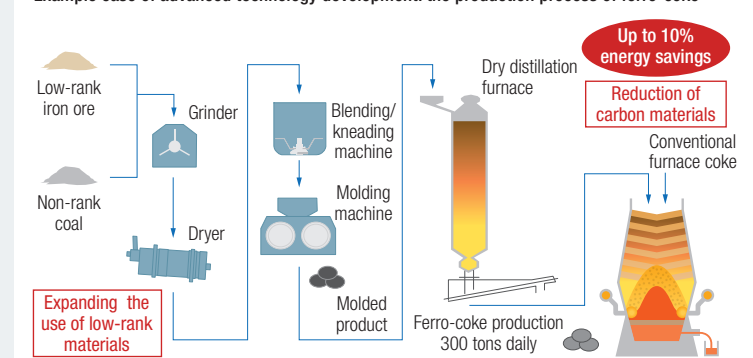 Low-rank
iron ore
Non-rank
coal
Grinder
Dryer
Expanding the
use of low-rank
materials
Blending/
kneading
machine
Molding
machine
Molded
product
Dry distillation
furnace
Ferro-coke production
300 tons daily
Up to 10%
energy savings
Reduction of
carbon materials
Conventional
furnace coke